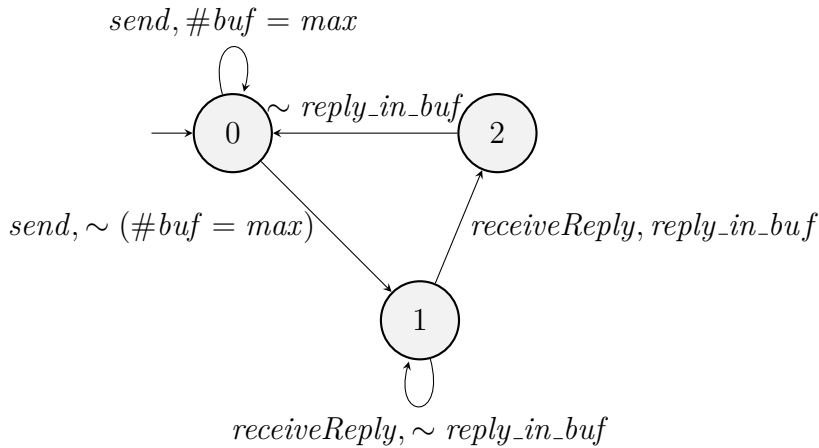 send, #buf = max
∼ reply_in_buf
0
2
send, ∼ (#buf = max)
receiveReply, reply_in_buf
1
receiveReply, ∼ reply_in_buf